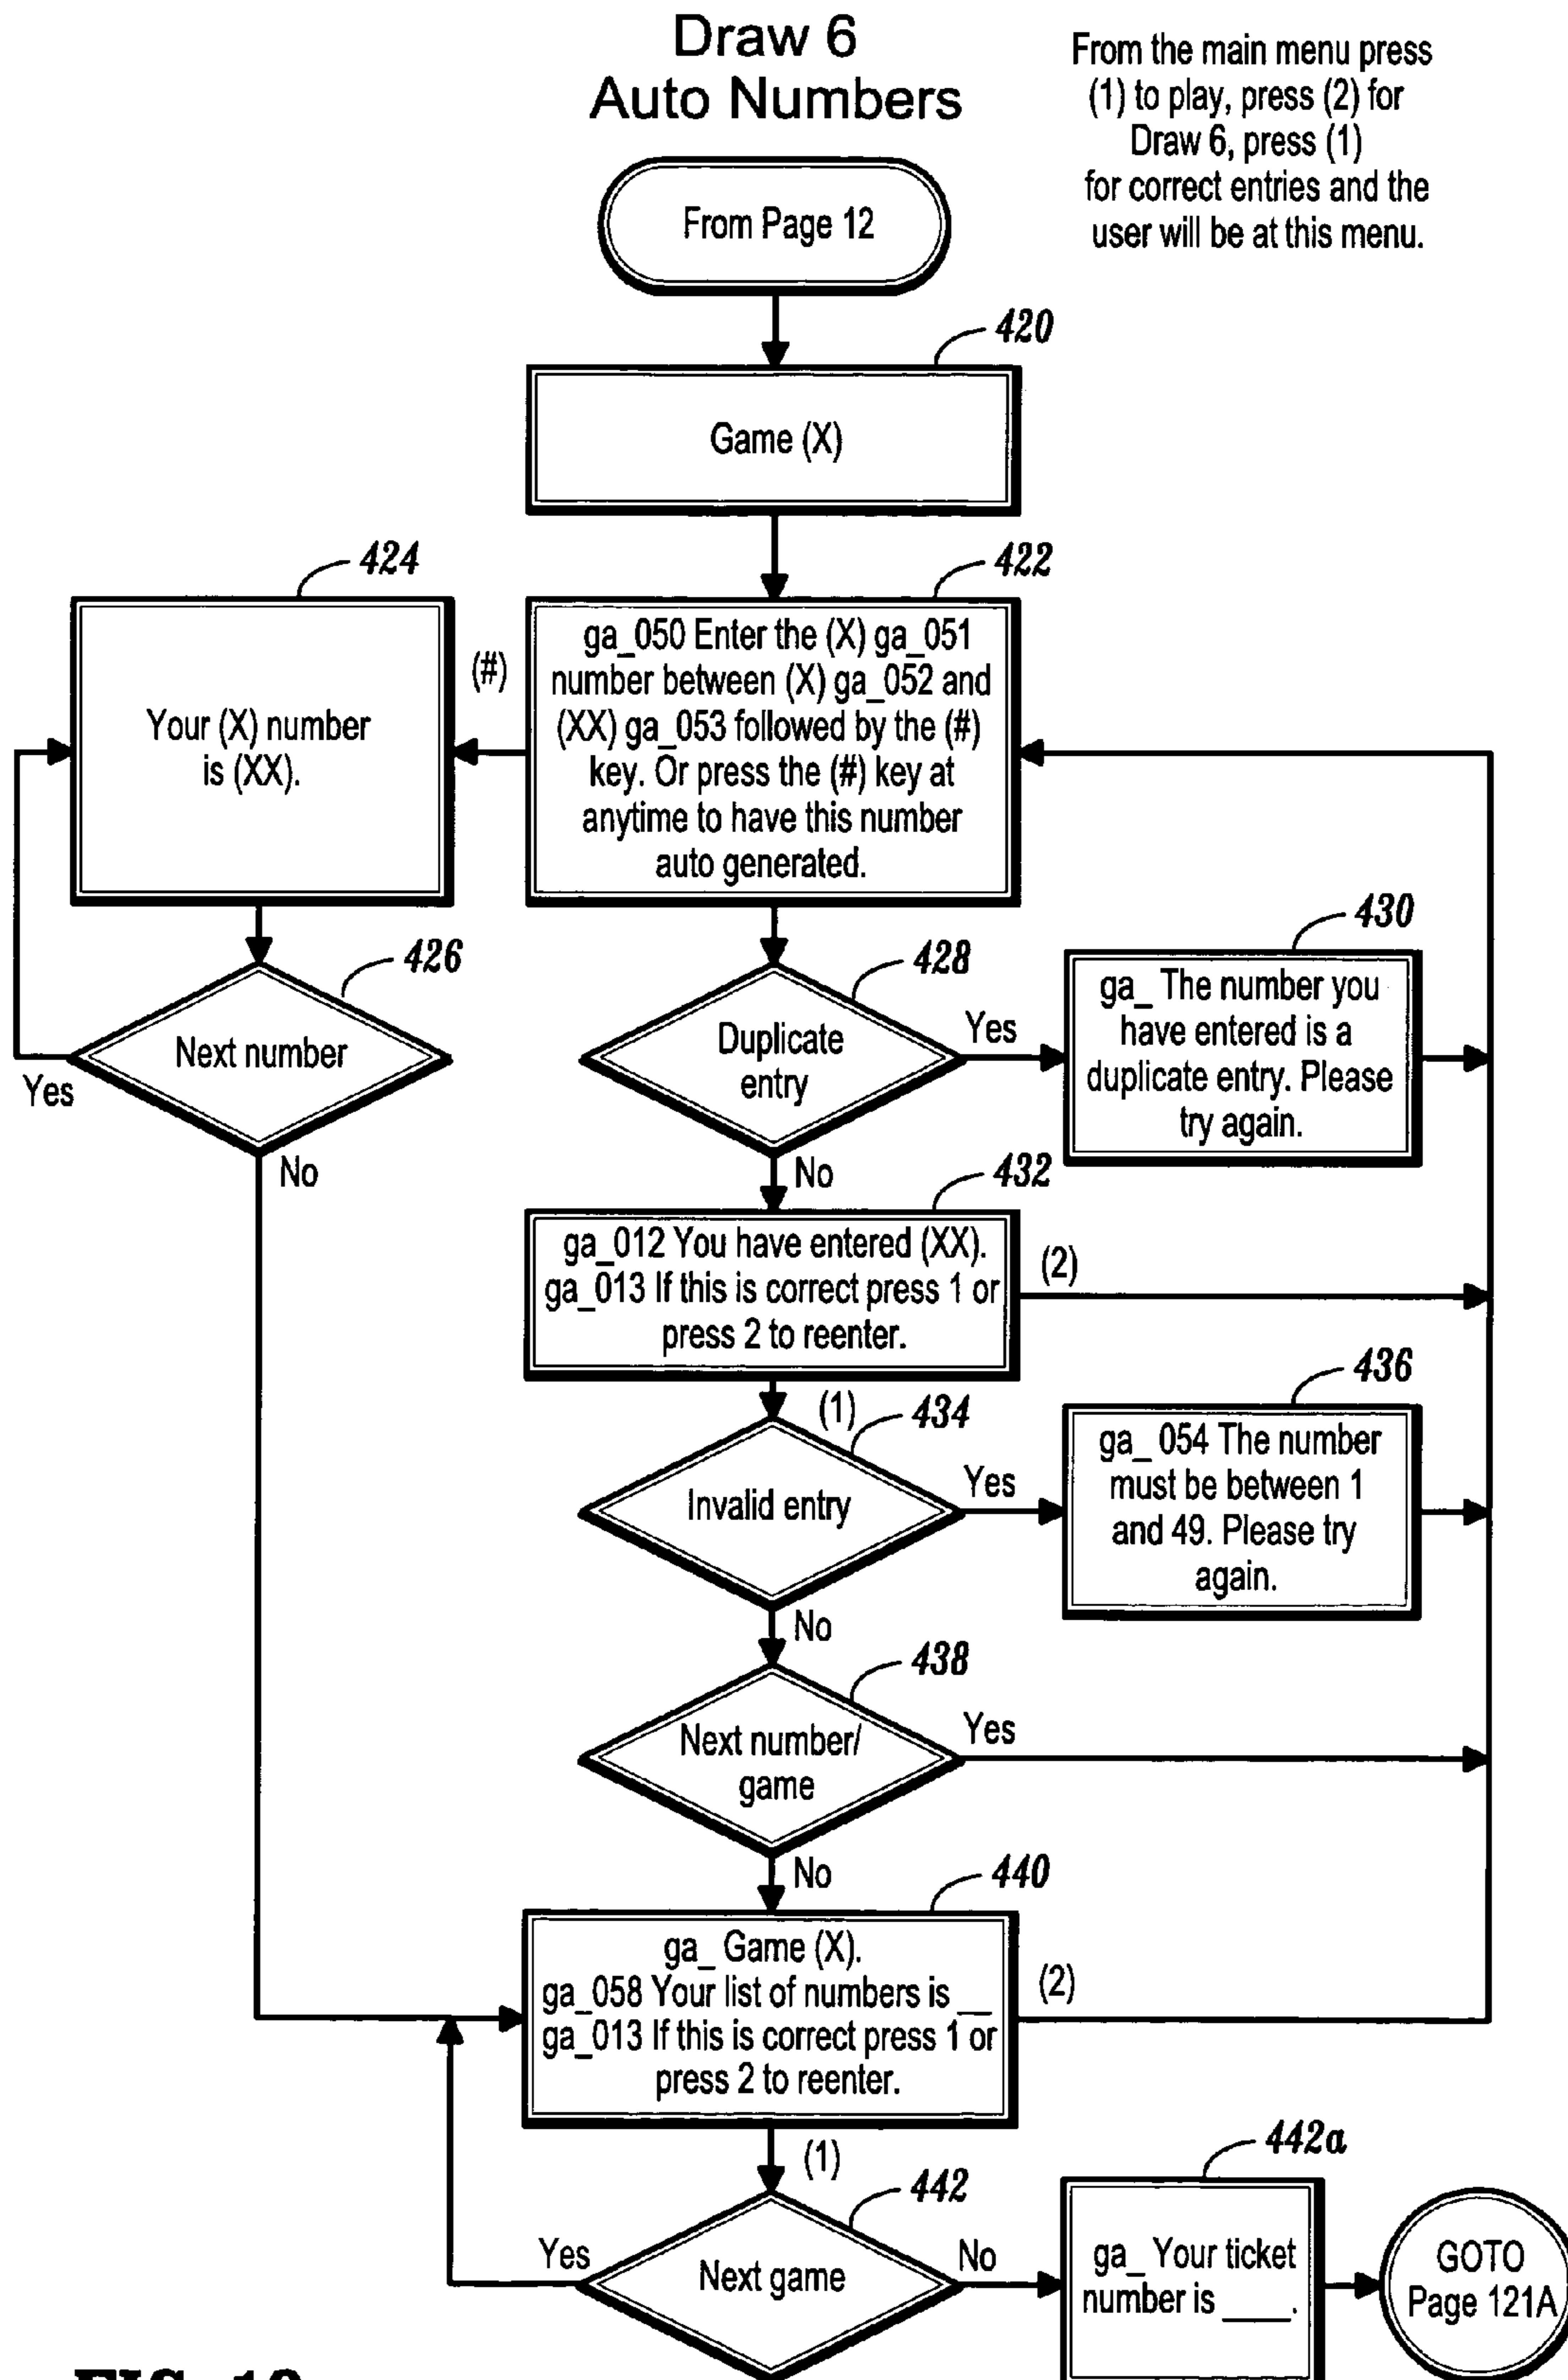 Draw 6
Auto Numbers
From the main menu press
(1) to play, press (2) for
Draw 6, press (1)
for correct entries and the
user will be at this menu.
From Page 12
420
Game (X)
424
Your (X) number
is (XX).
(#)
422
ga_050 Enter the (X) ga_051
number between (X) ga_052 and
(XX) ga_053 followed by the (#)
key. Or press the (#) key at
anytime to have this number
auto generated.
426
Next number
Yes
No
428
Duplicate
entry
Yes
No
430
ga_ The number you
have entered is a
duplicate entry. Please
try again.
432
ga_012 You have entered (XX).
ga_013 If this is correct press 1 or
press 2 to reenter.
(2)
(1)
434
Invalid entry
Yes
No
436
ga_ 054 The number
must be between 1
and 49. Please try
again.
438
Next number/
game
Yes
No
440
ga_ Game (X).
ga_058 Your list of numbers is __
ga_013 If this is correct press 1 or
press 2 to reenter.
(2)
(1)
442
Next game
Yes
No
442a
ga_ Your ticket
number is ____.
GOTO
Page 121A